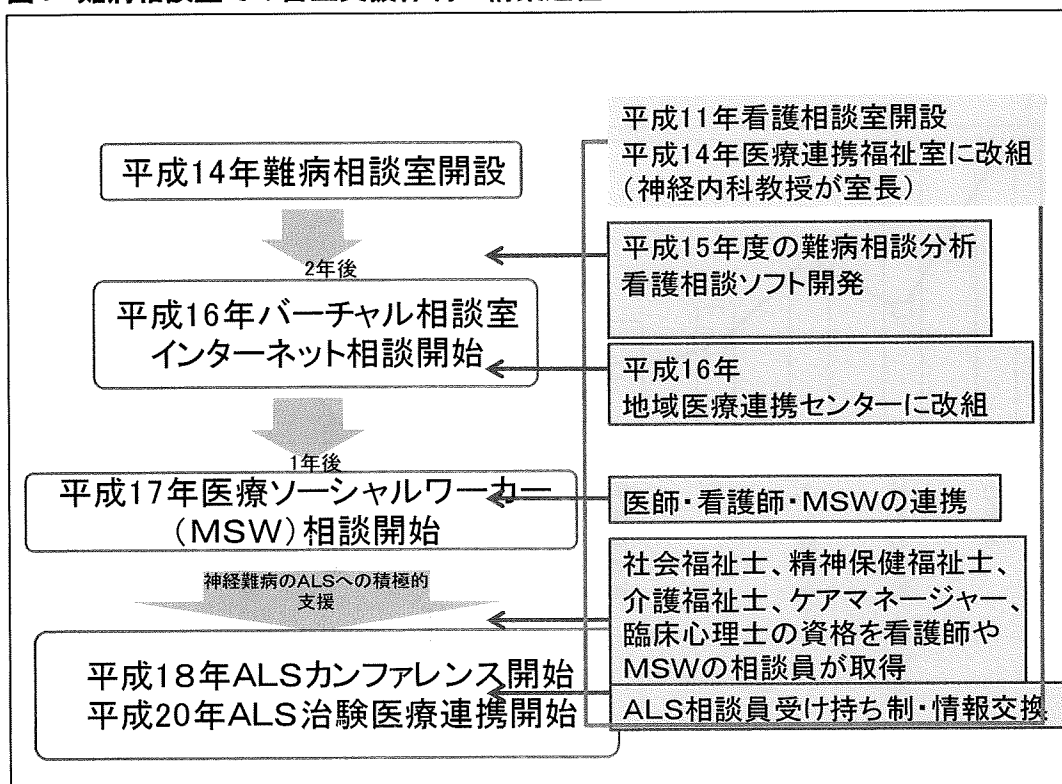 平成14年難病相談室開設
2年後
平成16年バーチャル相談室
インターネット相談開始
1年後
平成17年医療ソーシャルワーカー
(MSW)相談開始
神経難病のALSへの積極的
支援
平成18年ALSカンファレンス開始
平成20年ALS治験医療連携開始
平成11年看護相談室開設
平成14年医療連携福祉室に改組
(神経内科教授が室長)
平成15年度の難病相談分析
看護相談ソフト開発
平成16年
地域医療連携センターに改組
医師・看護師・MSWの連携
社会福祉士、精神保健福祉士、
介護福祉士、ケアマネージャー、
臨床心理士の資格を看護師や
MSWの相談員が取得
ALS相談員受け持ち制・情報交換